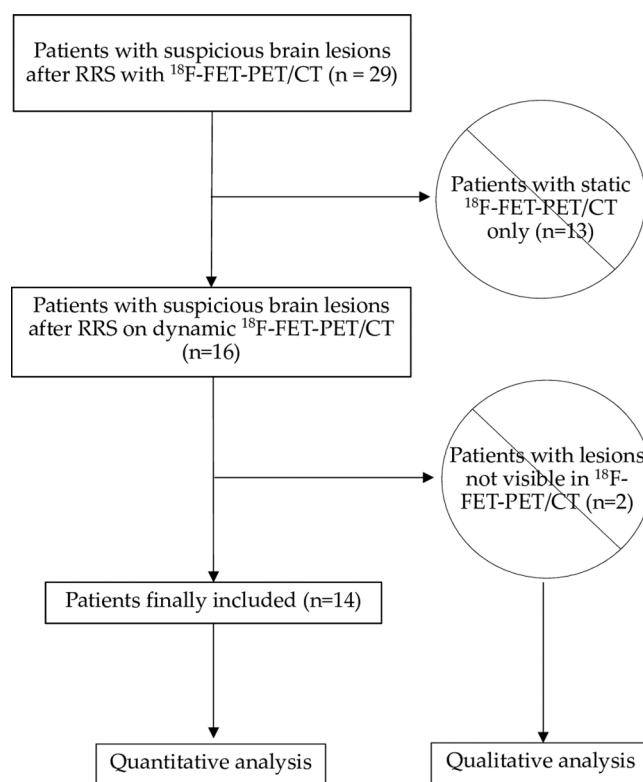 Patients with suspicious brain lesions
after RRS with ¹⁸F-FET-PET/CT (n = 29)
Patients with static
¹⁸F-FET-PET/CT
only (n=13)
Patients with suspicious brain lesions
after RRS on dynamic ¹⁸F-FET-PET/CT
(n=16)
Patients with lesions
not visible in ¹⁸F-
FET-PET/CT (n=2)
Patients finally included (n=14)
Quantitative analysis
Qualitative analysis